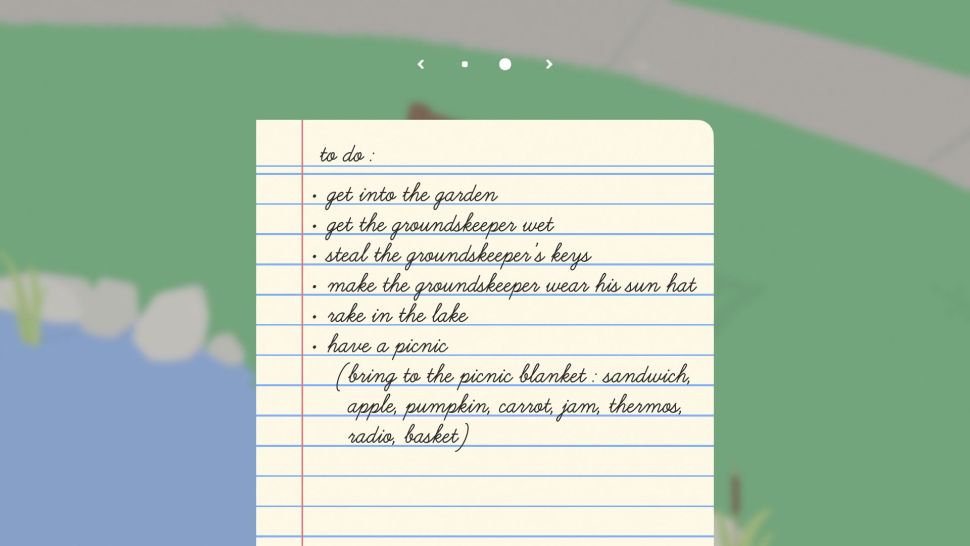 to do :
• get into the garden
• get the groundskeeper wet
• steal the groundskeeper's keys
• make the groundskeeper wear his sun hat
• rake in the lake
• have a picnic
(bring to the picnic blanket : sandwich,
apple, pumpkin, carrot, jam, thermos,
radio, basket)